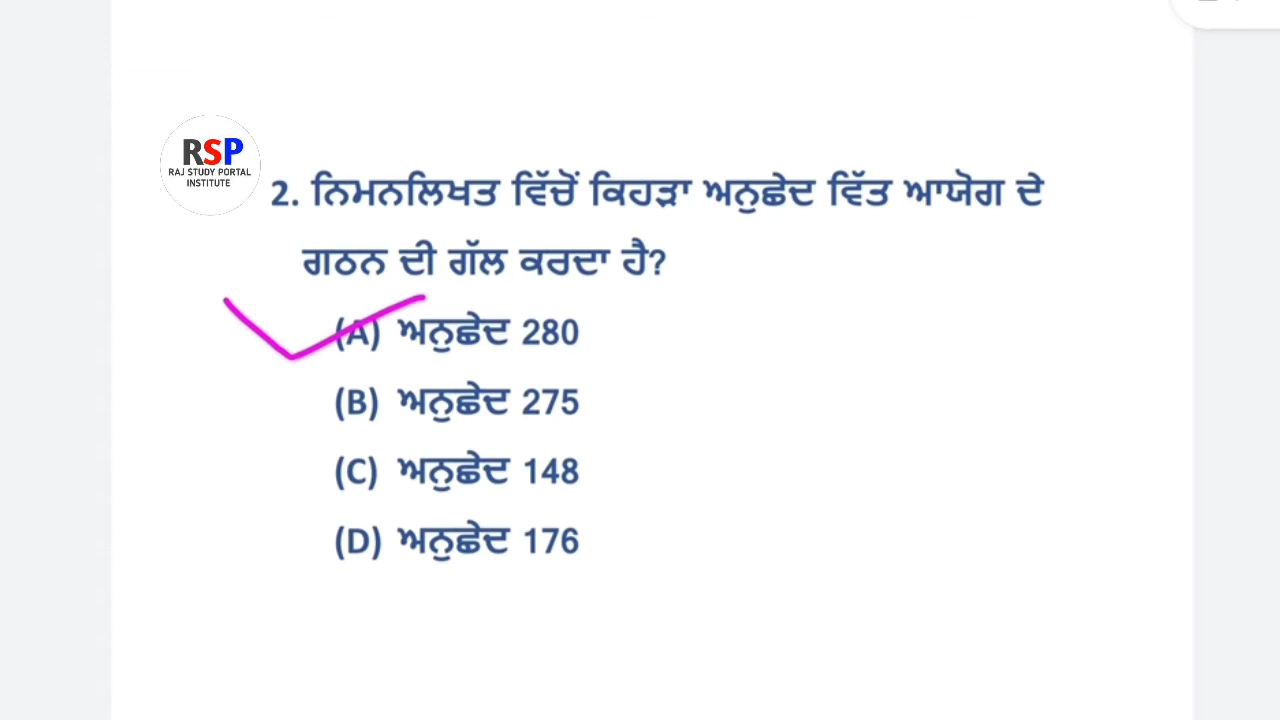 RSP
RAJ STUDY PORTAL
INSTITUTE
2. ਨਿਮਨਲਿਖਤ ਵਿੱਚੋਂ ਕਿਹੜਾ ਅਨੁਛੇਦ ਵਿੱਤ ਆਯੋਗ ਦੇ
ਗਠਨ ਦੀ ਗੱਲ ਕਰਦਾ ਹੈ?
(A) ਅਨੁਛੇਦ 280
(B) ਅਨੁਛੇਦ 275
(C) ਅਨੁਛੇਦ 148
(D) ਅਨੁਛੇਦ 176